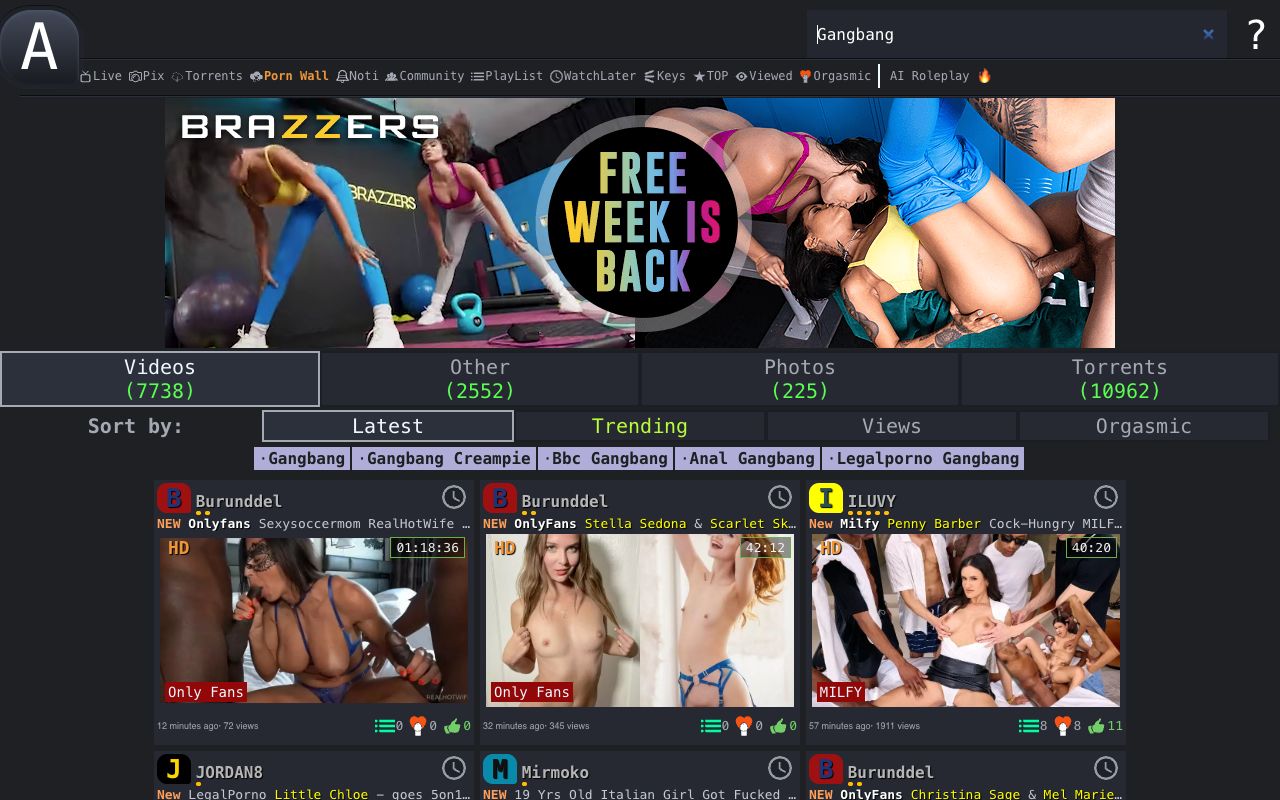 A
Gangbang
×
?
Live Pix Torrents Porn Wall Noti Community PlayList WatchLater Keys TOP Viewed Orgasmic AI Roleplay
BRAZZERS
BRAZZERS
FREE
WEEK IS
BACK
Videos
(7738)
Other
(2552)
Photos
(225)
Torrents
(10962)
Sort by:
Latest
Trending
Views
Orgasmic
·Gangbang ·Gangbang Creampie ·Bbc Gangbang ·Anal Gangbang ·Legalporno Gangbang
B Burunddel
NEW Onlyfans Sexysoccermom RealHotWife …
HD
01:18:36
Only Fans
12 minutes ago· 72 views
0 0 0
B Burunddel
NEW OnlyFans Stella Sedona & Scarlet Sk…
HD
42:12
Only Fans
32 minutes ago· 345 views
0 0 0
I ILUVY
New Milfy Penny Barber Cock-Hungry MILF…
HD
40:20
MILFY
57 minutes ago· 1911 views
8 8 11
J JORDAN8
New LegalPorno Little Chloe – goes 5on1…
M Mirmoko
NEW 19 Yrs Old Italian Girl Got Fucked …
B Burunddel
NEW OnlyFans Christina Sage & Mel Marie…